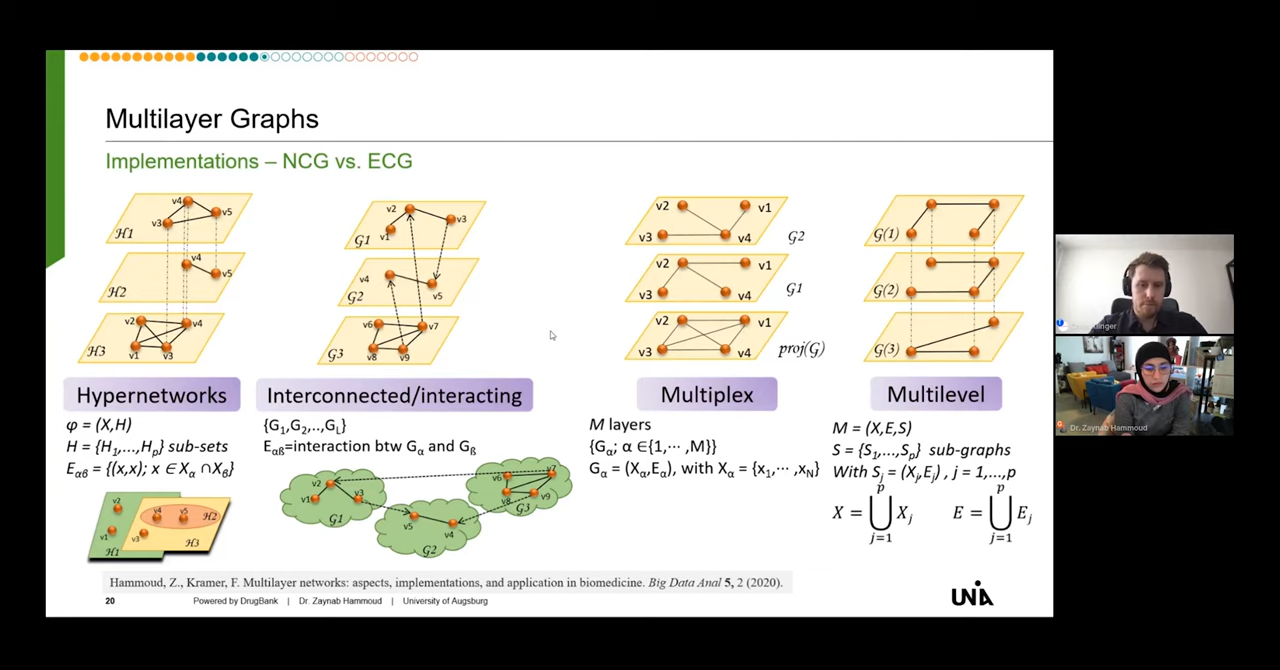 Multilayer Graphs
Implementations – NCG vs. ECG
v4
v3
v5
H1
v4
v5
H2
v2
v4
v1
v3
H3
Hypernetworks
φ = (X,H)
H = {H1,...,Hp} sub-sets
Eαβ = {(x,x); x ∈ Xα ∩Xβ}
v2
v4
v5
H2
v1
v3
H1
H3
v2
v3
v1
G1
v4
v5
G2
v6
v7
v8
v9
G3
Interconnected/interacting
{G1,G2,..,GL}
Eαβ=interaction btw Gα and Gβ
v2
v1
v3
G1
v5
v4
G2
v6
v7
v8
v9
G3
v2
v1
v3
v4
G2
v2
v1
v3
v4
G1
v2
v1
v3
v4
proj(G)
Multiplex
M layers
{Gα; α ∈{1,⋯ ,M}}
Gα = (Xα,Eα), with Xα = {x1,⋯ ,xN}
G(1)
G(2)
G(3)
Multilevel
M = (X,E,S)
S = {S1,...,Sp} sub-graphs
With Sj = (Xj,Ej) , j = 1,...,p
X = ⋃ j=1 p Xj
E = ⋃ j=1 p Ej
Hammoud, Z., Kramer, F. Multilayer networks: aspects, implementations, and application in biomedicine. Big Data Anal 5, 2 (2020).
20 Powered by DrugBank | Dr. Zaynab Hammoud | University of Augsburg
UNIA
Dr. Zaynab Hammoud